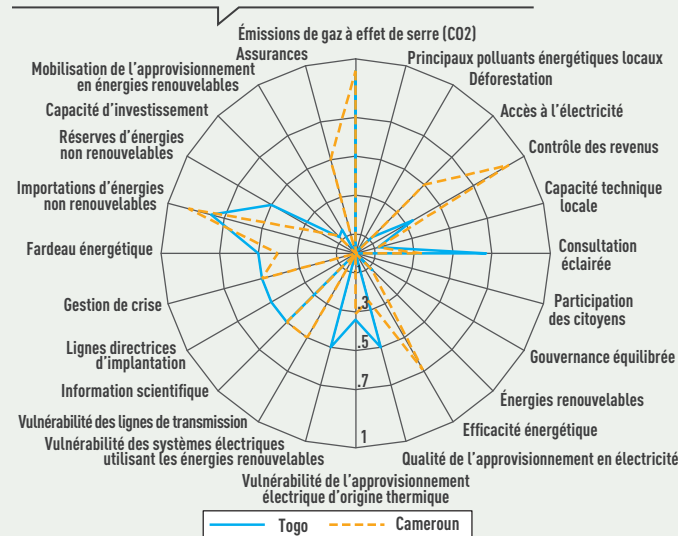 Émissions de gaz à effet de serre (CO2)
Assurances
Principaux polluants énergétiques locaux
Mobilisation de l'approvisionnement
en énergies renouvelables
Déforestation
Capacité d'investissement
Accès à l'électricité
Réserves d'énergies
non renouvelables
Contrôle des revenus
Importations d'énergies
non renouvelables
Capacité technique
locale
Fardeau énergétique
Consultation
éclairée
Gestion de crise
Participation
des citoyens
Lignes directrices
d'implantation
Gouvernance équilibrée
Information scientifique
Énergies renouvelables
Vulnérabilité des lignes de transmission
Efficacité énergétique
Vulnérabilité des systèmes électriques
utilisant les énergies renouvelables
Qualité de l'approvisionnement en électricité
Vulnérabilité de l'approvisionnement
électrique d'origine thermique
.3
.5
.7
1
Togo
Cameroun